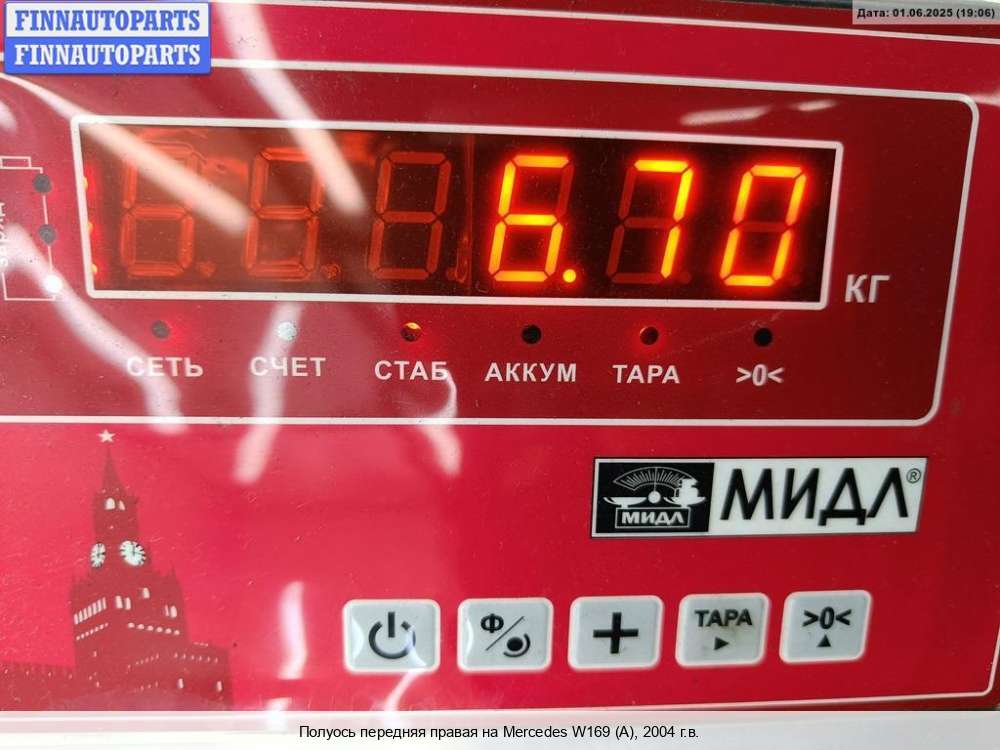 FINNAUTOPARTS
FINNAUTOPARTS
Дата: 01.06.2025 (19:06)
6.70
КГ
СЕТЬ СЧЕТ СТАБ АККУМ ТАРА >0<
МИДЛ МИДЛ®
Ф ТАРА >0<
Полуось передняя правая на Mercedes W169 (A), 2004 г.в.